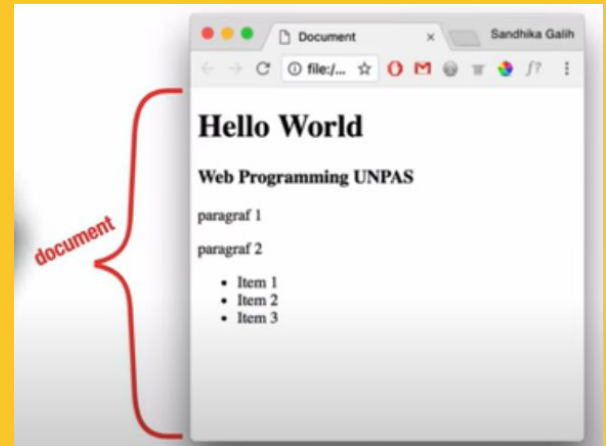 Document × Sandhika Galih
file:/... f?
Hello World
Web Programming UNPAS
paragraf 1
paragraf 2
• Item 1
• Item 2
• Item 3
document